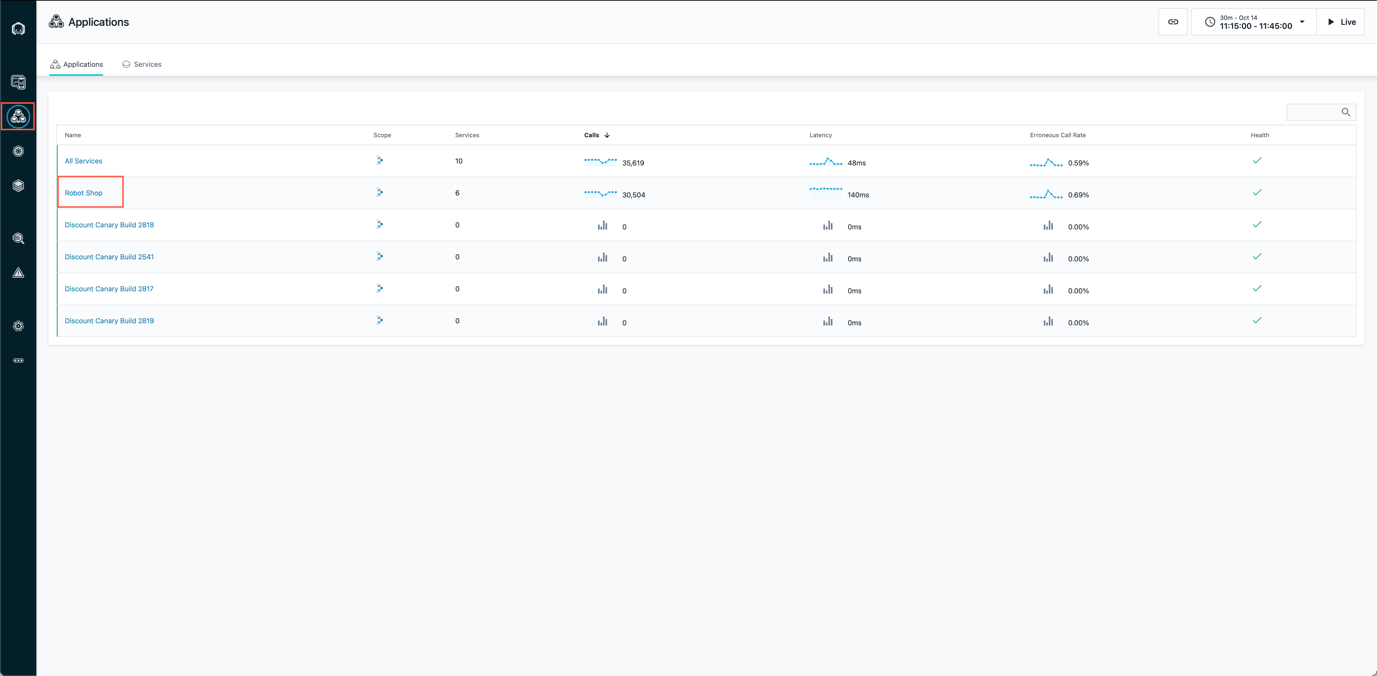 Applications
30m - Oct 14
11:15:00 - 11:45:00
Live
Applications Services
Name Scope Services Calls Latency Erroneous Call Rate Health
All Services 10 35,619 48ms 0.59%
Robot Shop 6 30,504 140ms 0.69%
Discount Canary Build 2818 0 0 0ms 0.00%
Discount Canary Build 2541 0 0 0ms 0.00%
Discount Canary Build 2817 0 0 0ms 0.00%
Discount Canary Build 2819 0 0 0ms 0.00%